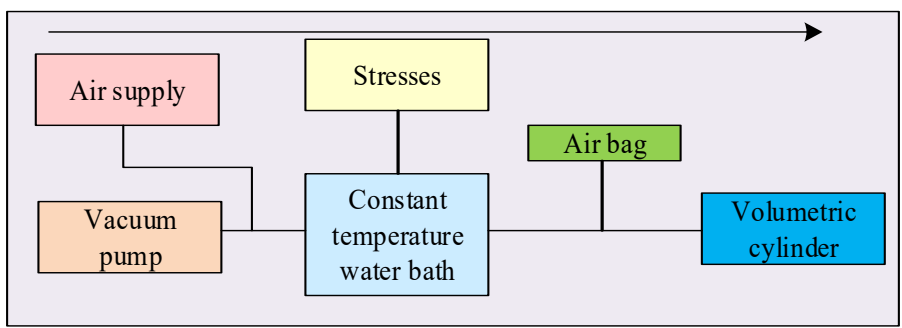 Air supply
Stresses
Air bag
Vacuum
pump
Constant
temperature
water bath
Volumetric
cylinder